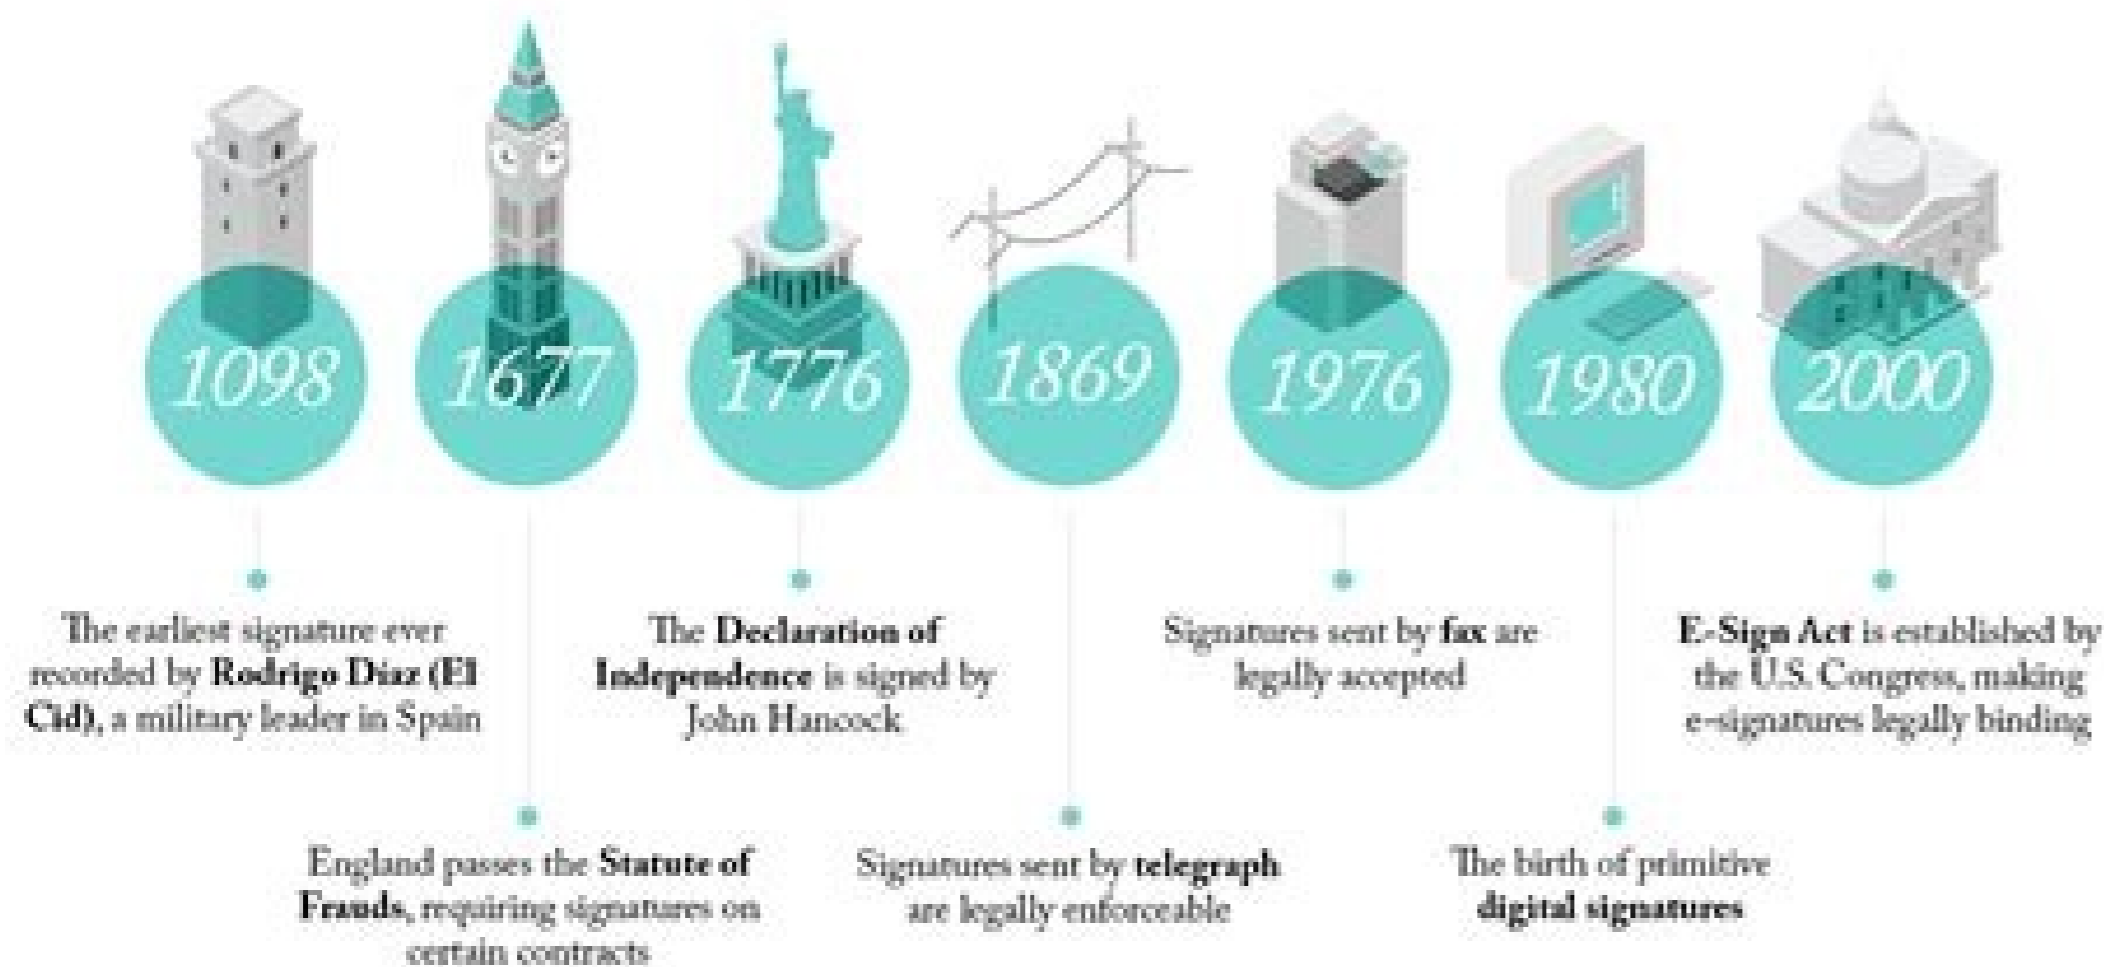 1098
The earliest signature ever
recorded by Rodrigo Diaz (El
Cid), a military leader in Spain
1677
England passes the Statute of
Frauds, requiring signatures on
certain contracts
1776
The Declaration of
Independence is signed by
John Hancock
1869
Signatures sent by telegraph
are legally enforceable
1976
Signatures sent by fax are
legally accepted
1980
The birth of primitive
digital signatures
2000
E-Sign Act is established by
the U.S. Congress, making
e-signatures legally binding